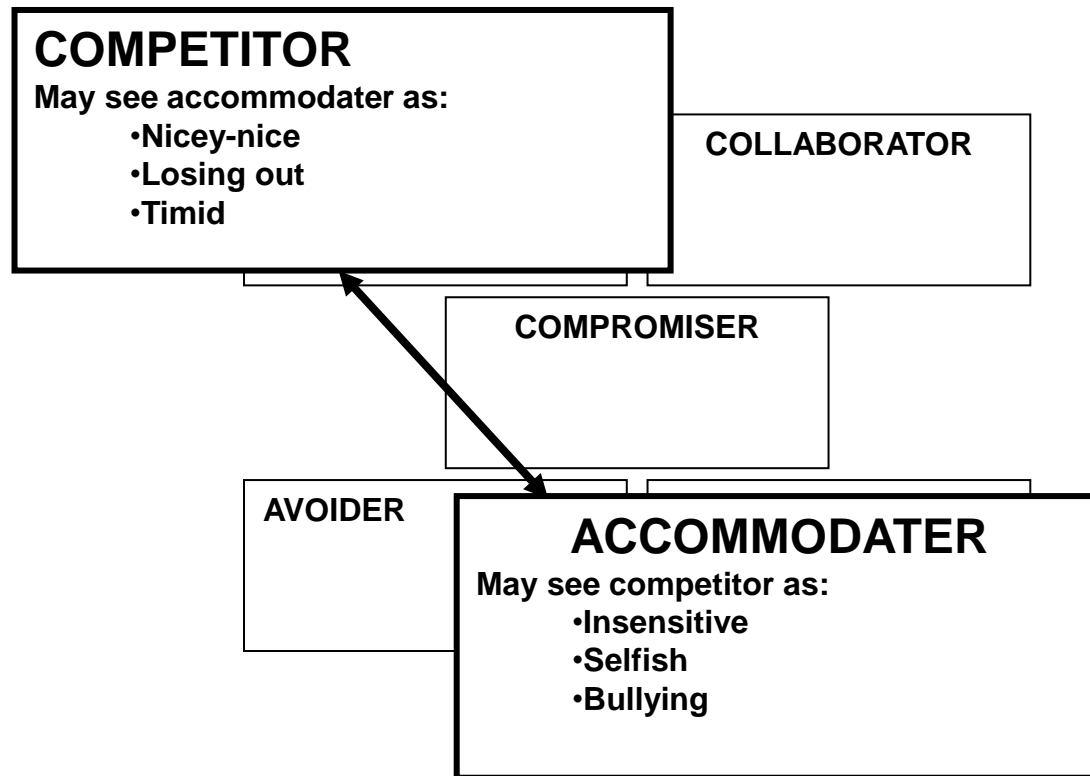 COMPETITOR
May see accommodater as:
•Nicey-nice
•Losing out
•Timid
COLLABORATOR
COMPROMISER
AVOIDER
ACCOMMODATER
May see competitor as:
•Insensitive
•Selfish
•Bullying